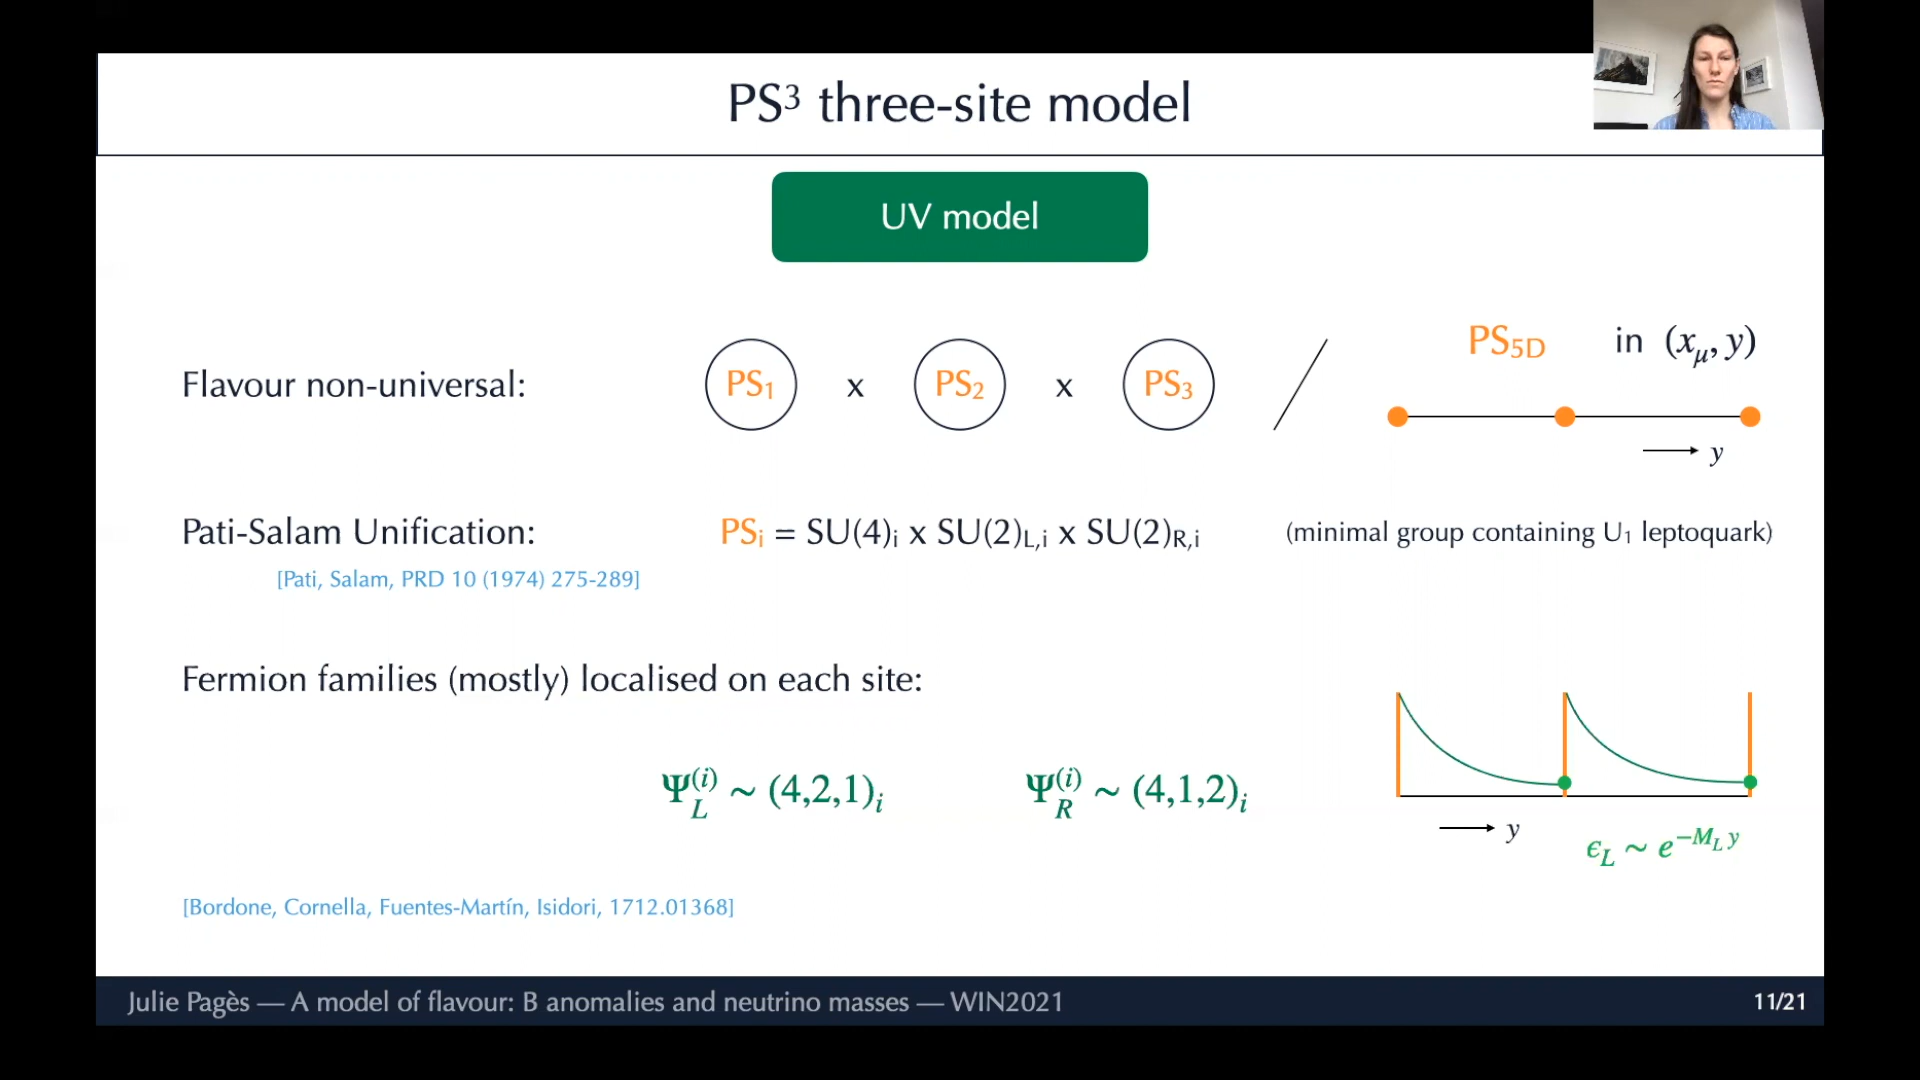 PS³ three-site model
UV model
Flavour non-universal:
PS₁ x PS₂ x PS₃
PS₅D in (xμ, y)
y
Pati-Salam Unification:
PSᵢ = SU(4)ᵢ x SU(2)L,i x SU(2)R,i
(minimal group containing U₁ leptoquark)
[Pati, Salam, PRD 10 (1974) 275-289]
Fermion families (mostly) localised on each site:
Ψ_L^(i) ~ (4,2,1)_i
Ψ_R^(i) ~ (4,1,2)_i
y
ϵ_L ~ e^{-M_L y}
[Bordone, Cornella, Fuentes-Martín, Isidori, 1712.01368]
Julie Pagès — A model of flavour: B anomalies and neutrino masses — WIN2021
11/21